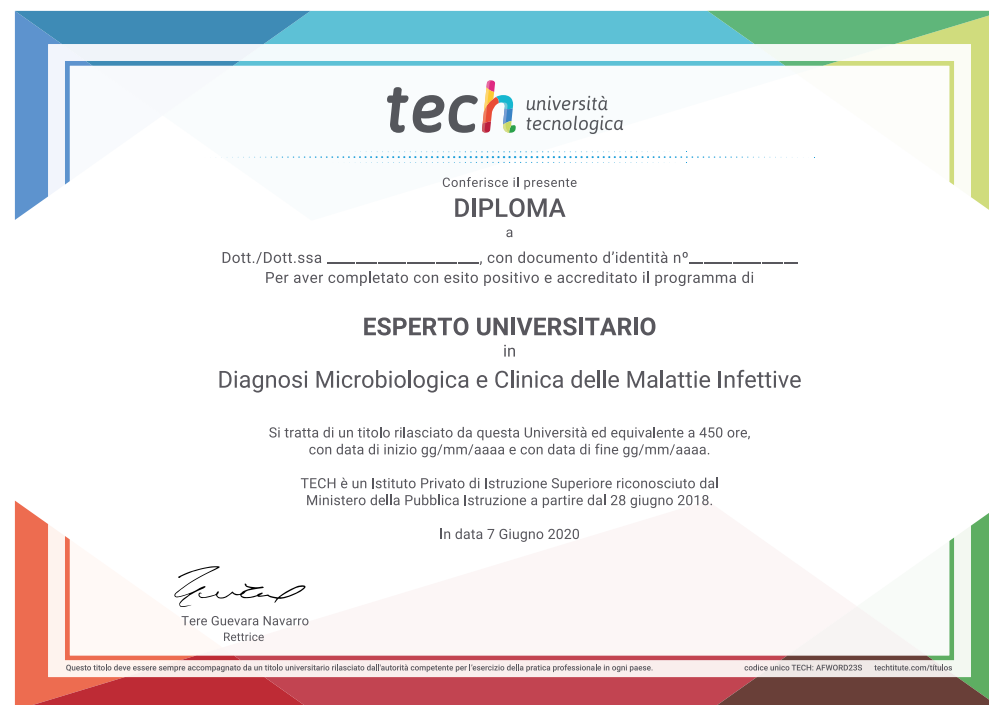 tech università
tecnologica
Conferisce il presente
DIPLOMA
a
Dott./Dott.ssa __________________, con documento d'identità nº_____________
Per aver completato con esito positivo e accreditato il programma di
ESPERTO UNIVERSITARIO
in
Diagnosi Microbiologica e Clinica delle Malattie Infettive
Si tratta di un titolo rilasciato da questa Università ed equivalente a 450 ore,
con data di inizio gg/mm/aaaa e con data di fine gg/mm/aaaa.
TECH è un Istituto Privato di Istruzione Superiore riconosciuto dal
Ministero della Pubblica Istruzione a partire dal 28 giugno 2018.
In data 7 Giugno 2020
Tere Guevara Navarro
Rettrice
Questo titolo deve essere sempre accompagnato da un titolo universitario rilasciato dall'autorità competente per l'esercizio della pratica professionale in ogni paese. codice unico TECH: AFWORD23S techtitute.com/titulos